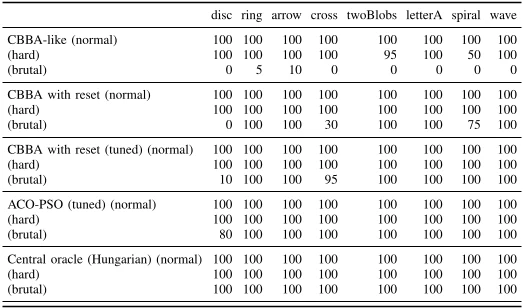 disc ring arrow cross twoBlobs letterA spiral wave
CBBA-like (normal) 100 100 100 100 100 100 100 100
(hard) 100 100 100 100 95 100 50 100
(brutal) 0 5 10 0 0 0 0 0
CBBA with reset (normal) 100 100 100 100 100 100 100 100
(hard) 100 100 100 100 100 100 100 100
(brutal) 0 100 100 30 100 100 75 100
CBBA with reset (tuned) (normal) 100 100 100 100 100 100 100 100
(hard) 100 100 100 100 100 100 100 100
(brutal) 10 100 100 95 100 100 100 100
ACO-PSO (tuned) (normal) 100 100 100 100 100 100 100 100
(hard) 100 100 100 100 100 100 100 100
(brutal) 80 100 100 100 100 100 100 100
Central oracle (Hungarian) (normal) 100 100 100 100 100 100 100 100
(hard) 100 100 100 100 100 100 100 100
(brutal) 100 100 100 100 100 100 100 100